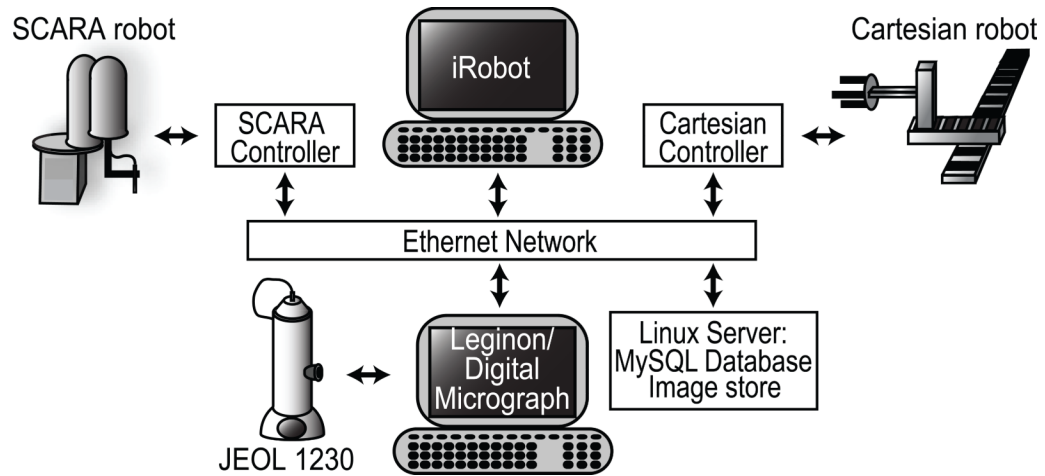 SCARA robot
iRobot
Cartesian robot
SCARA
Controller
Cartesian
Controller
Ethernet Network
Leginon/
Digital
Micrograph
Linux Server:
MySQL Database
Image store
JEOL 1230